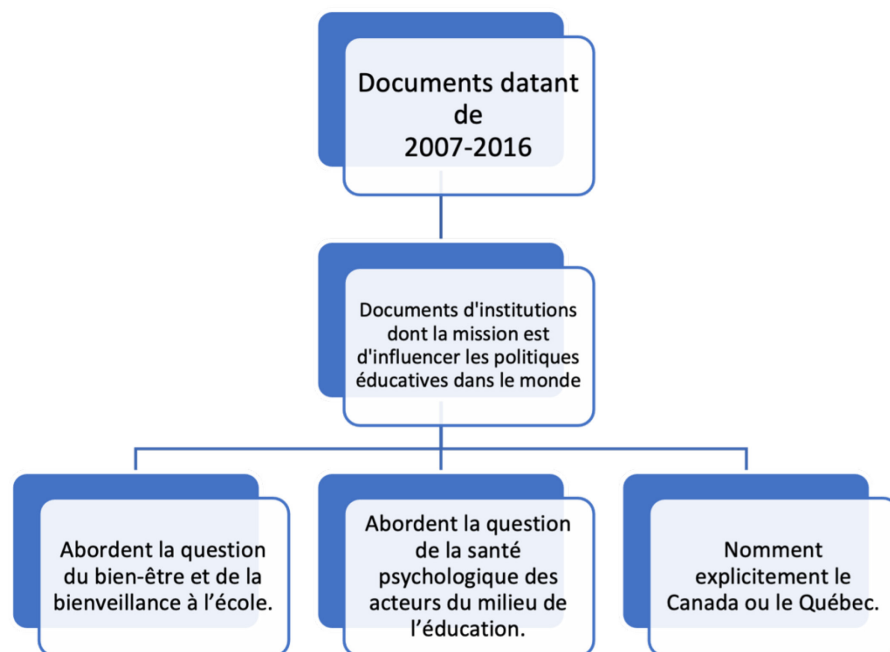 Documents datant
de
2007-2016
Documents d'institutions
dont la mission est
d'influencer les politiques
éducatives dans le monde
Abordent la question
du bien-être et de la
bienveillance à l’école.
Abordent la question
de la santé
psychologique des
acteurs du milieu de
l’éducation.
Nomment
explicitement le
Canada ou le Québec.